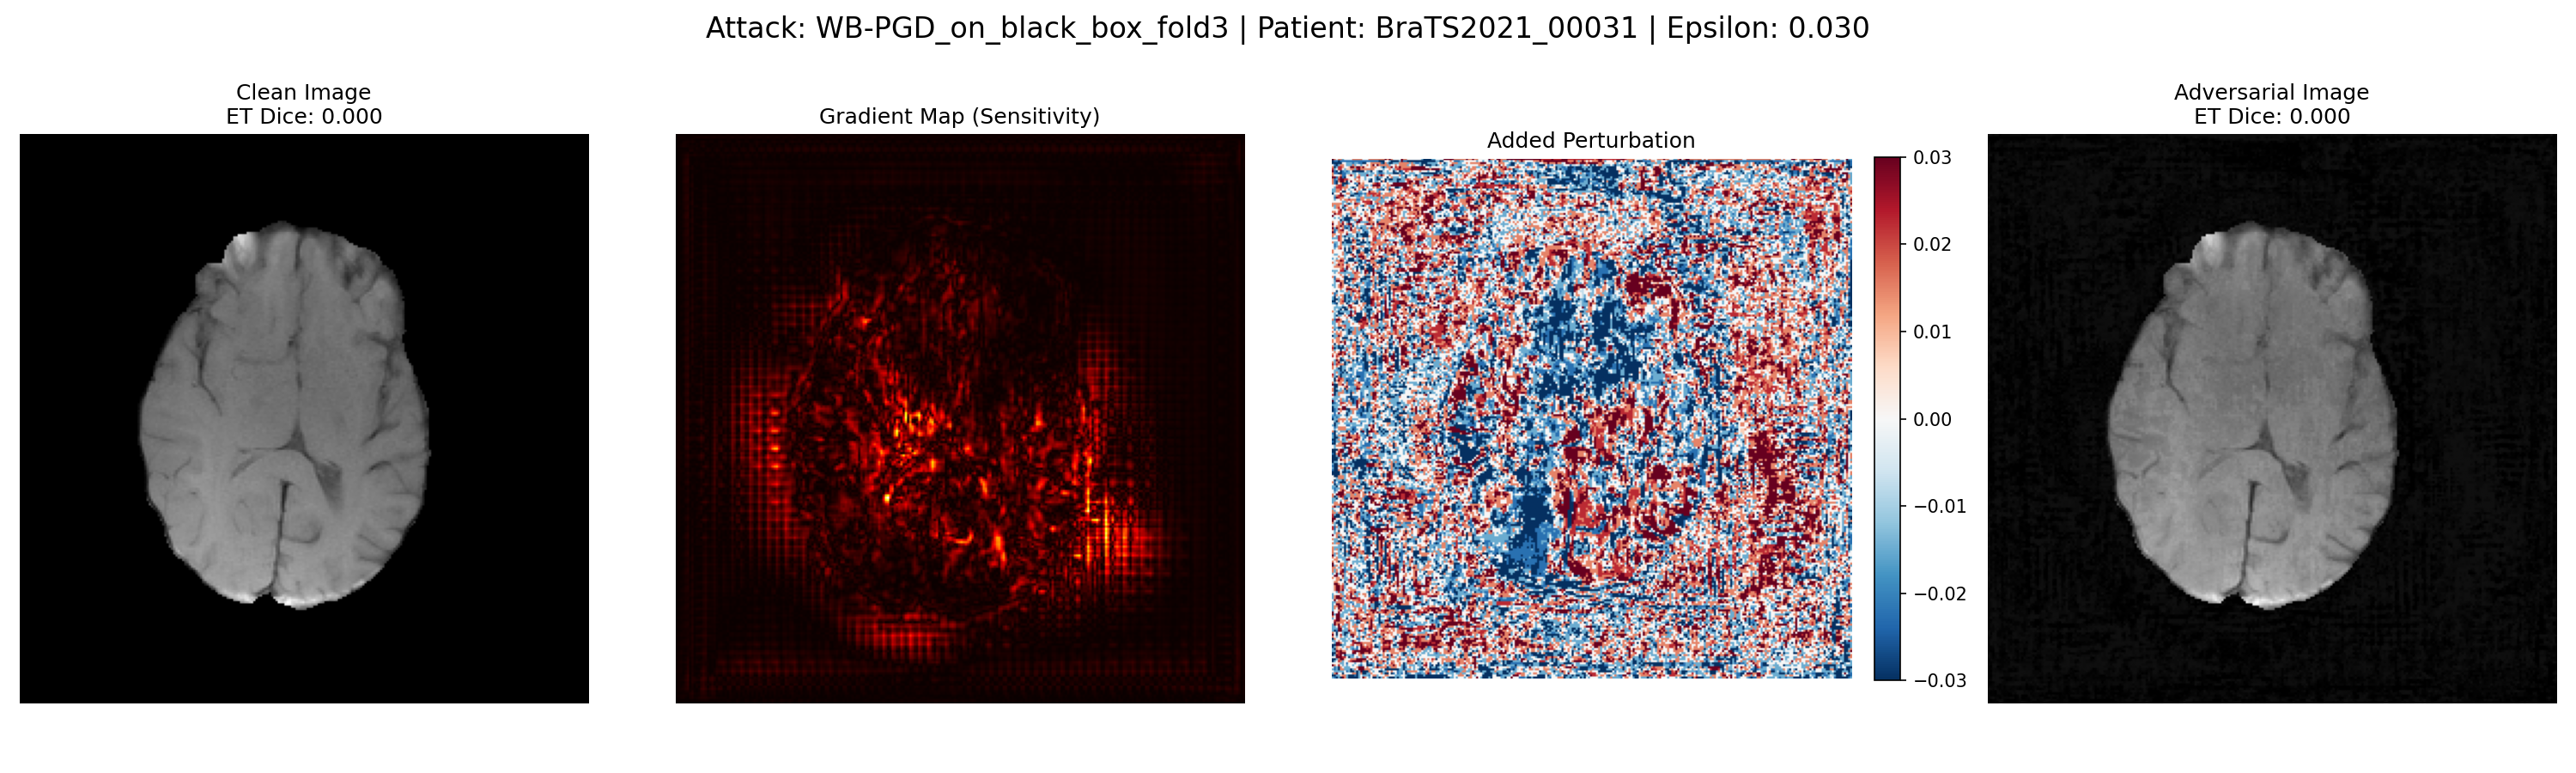 Attack: WB-PGD_on_black_box_fold3 | Patient: BraTS2021_00031 | Epsilon: 0.030
Clean Image
ET Dice: 0.000
Gradient Map (Sensitivity)
Added Perturbation
0.03
0.02
0.01
0.00
−0.01
−0.02
−0.03
Adversarial Image
ET Dice: 0.000